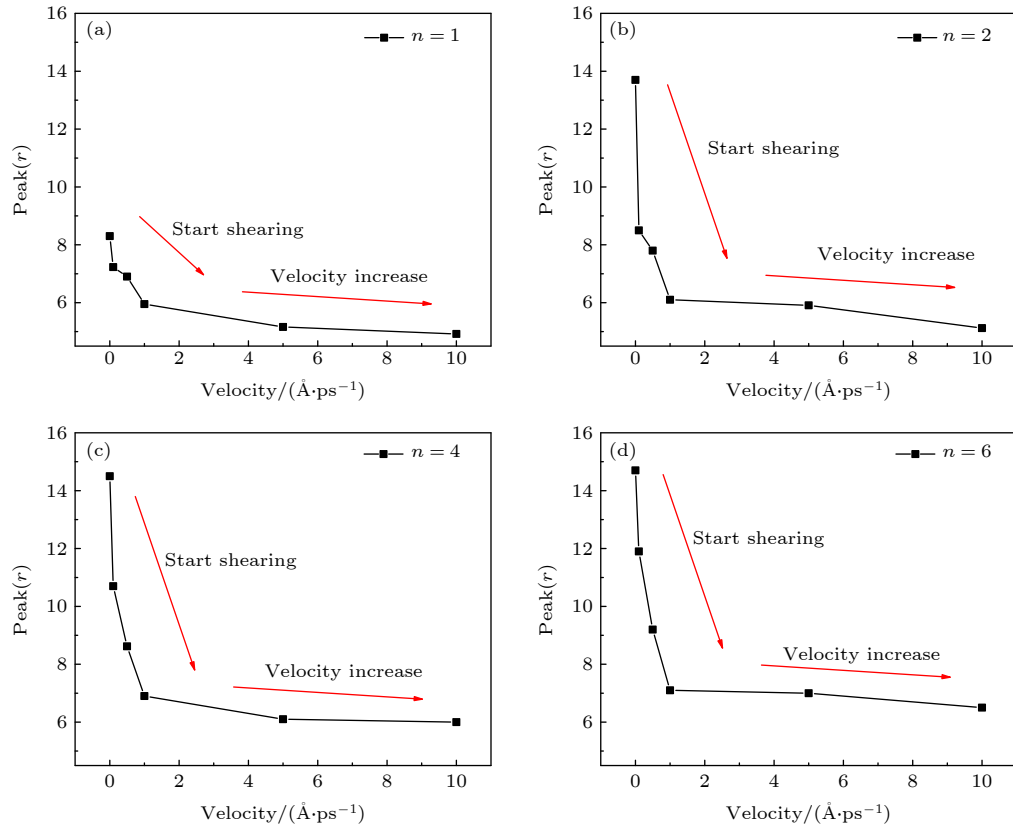 (a)
n = 1
16
14
12
10
8
6
Peak(r)
Start shearing
Velocity increase
0 2 4 6 8 10
Velocity/(Å·ps⁻¹)
(b)
n = 2
16
14
12
10
8
6
Peak(r)
Start shearing
Velocity increase
0 2 4 6 8 10
Velocity/(Å·ps⁻¹)
(c)
n = 4
16
14
12
10
8
6
Peak(r)
Start shearing
Velocity increase
0 2 4 6 8 10
Velocity/(Å·ps⁻¹)
(d)
n = 6
16
14
12
10
8
6
Peak(r)
Start shearing
Velocity increase
0 2 4 6 8 10
Velocity/(Å·ps⁻¹)